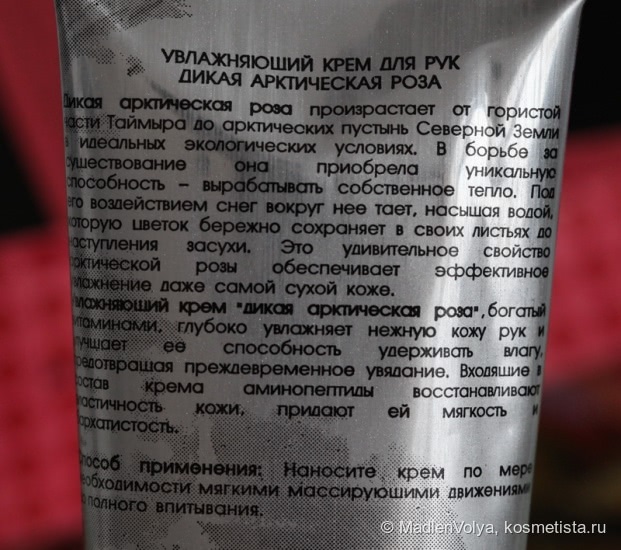 УВЛАЖНЯЮЩИЙ КРЕМ ДЛЯ РУК
ДИКАЯ АРКТИЧЕСКАЯ РОЗА
Дикая арктическая роза произрастает от гористой
части Таймыра до арктических пустынь Северной Земли
в идеальных экологических условиях. В борьбе за
существование она приобрела уникальную
способность – вырабатывать собственное тепло. Под
его воздействием снег вокруг нее тает, насыщая водой,
которую цветок бережно сохраняет в своих листьях до
наступления засухи. Это удивительное свойство
арктической розы обеспечивает эффективное
увлажнение даже самой сухой коже.
Увлажняющий крем "дикая арктическая роза", богатый
витаминами, глубоко увлажняет нежную кожу рук и
улучшает ее способность удерживать влагу,
предотвращая преждевременное увядание. Входящие в
состав крема аминопептиды восстанавливают
эластичность кожи, придают ей мягкость и
бархатистость.
Способ применения: Наносите крем по мере
необходимости мягкими массирующими движениями
до полного впитывания.
© MadlenVolya, kosmetista.ru